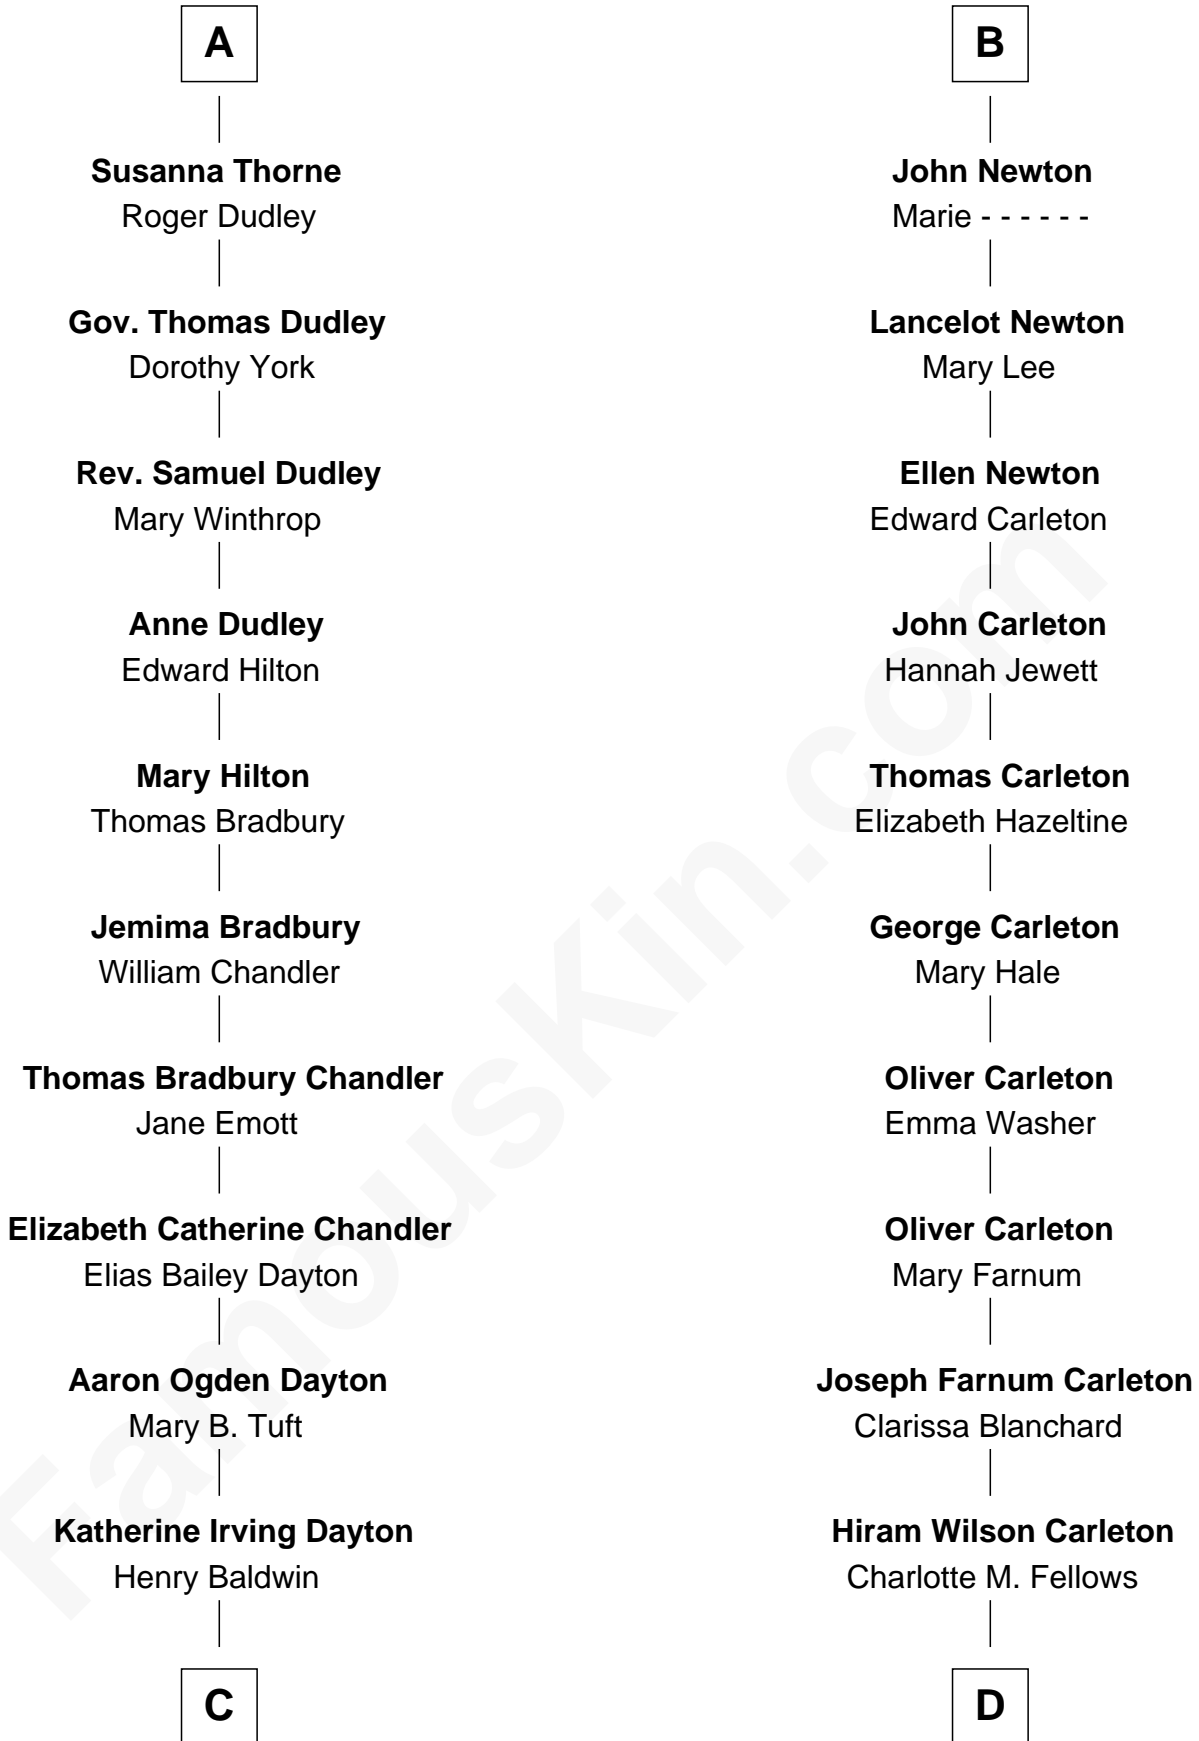 A
Susanna Thorne
Roger Dudley
Gov. Thomas Dudley
Dorothy York
Rev. Samuel Dudley
Mary Winthrop
Anne Dudley
Edward Hilton
Mary Hilton
Thomas Bradbury
Jemima Bradbury
William Chandler
Thomas Bradbury Chandler
Jane Emott
Elizabeth Catherine Chandler
Elias Bailey Dayton
Aaron Ogden Dayton
Mary B. Tuft
Katherine Irving Dayton
Henry Baldwin
C
B
John Newton
Marie - - - - - -
Lancelot Newton
Mary Lee
Ellen Newton
Edward Carleton
John Carleton
Hannah Jewett
Thomas Carleton
Elizabeth Hazeltine
George Carleton
Mary Hale
Oliver Carleton
Emma Washer
Oliver Carleton
Mary Farnum
Joseph Farnum Carleton
Clarissa Blanchard
Hiram Wilson Carleton
Charlotte M. Fellows
D
FamousKin.com